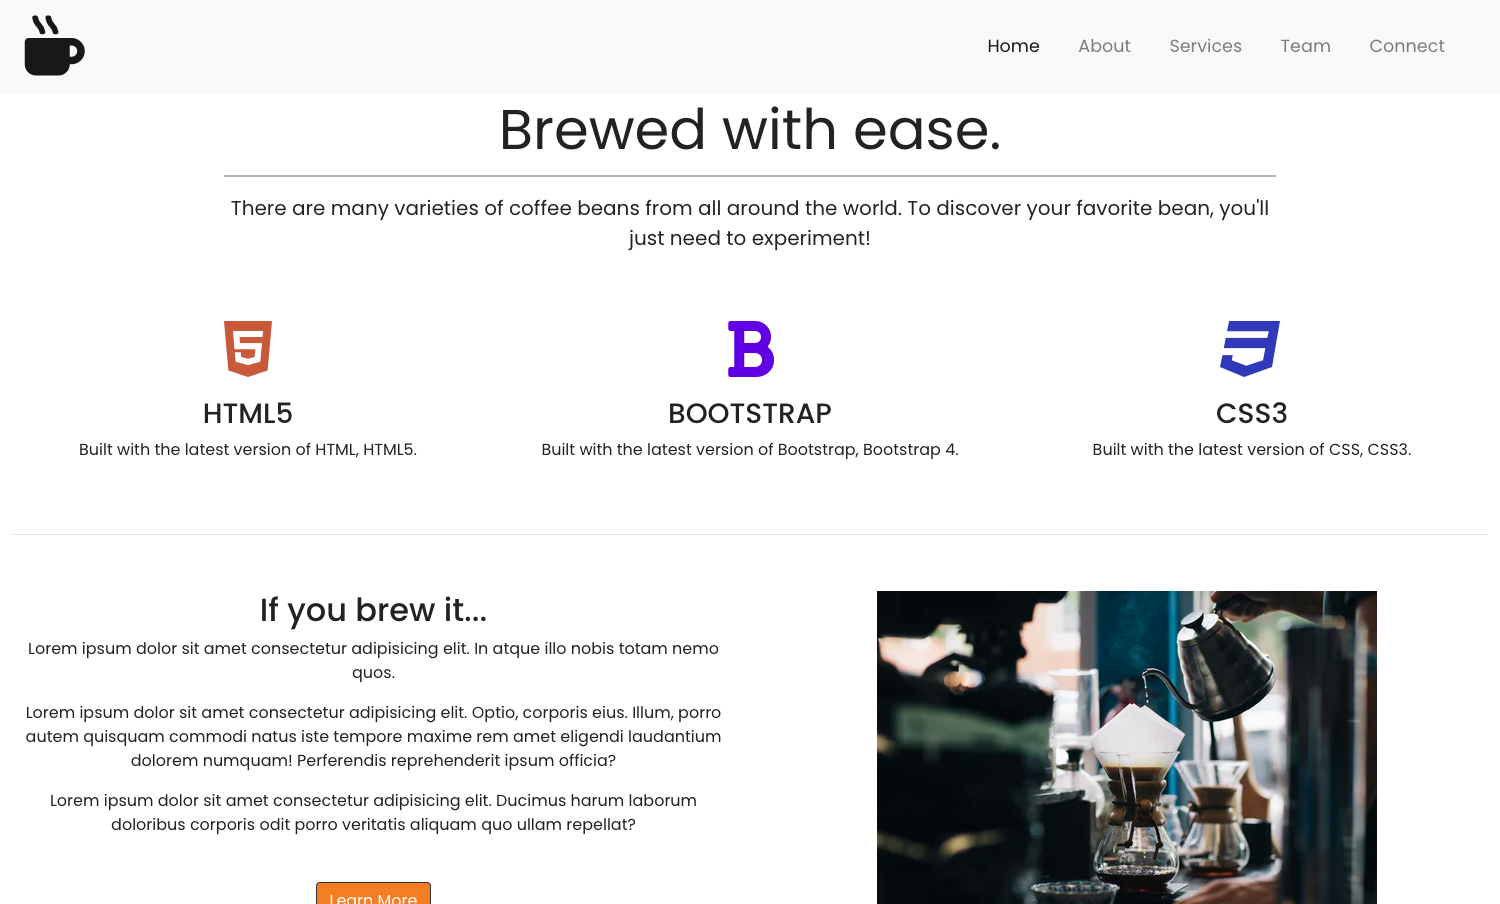 Home About Services Team Connect
Brewed with ease.
There are many varieties of coffee beans from all around the world. To discover your favorite bean, you'll
just need to experiment!
HTML5
Built with the latest version of HTML, HTML5.
BOOTSTRAP
Built with the latest version of Bootstrap, Bootstrap 4.
CSS3
Built with the latest version of CSS, CSS3.
If you brew it...
Lorem ipsum dolor sit amet consectetur adipisicing elit. In atque illo nobis totam nemo
quos.
Lorem ipsum dolor sit amet consectetur adipisicing elit. Optio, corporis eius. Illum, porro
autem quisquam commodi natus iste tempore maxime rem amet eligendi laudantium
dolorem numquam! Perferendis reprehenderit ipsum officia?
Lorem ipsum dolor sit amet consectetur adipisicing elit. Ducimus harum laborum
doloribus corporis odit porro veritatis aliquam quo ullam repellat?
Learn More